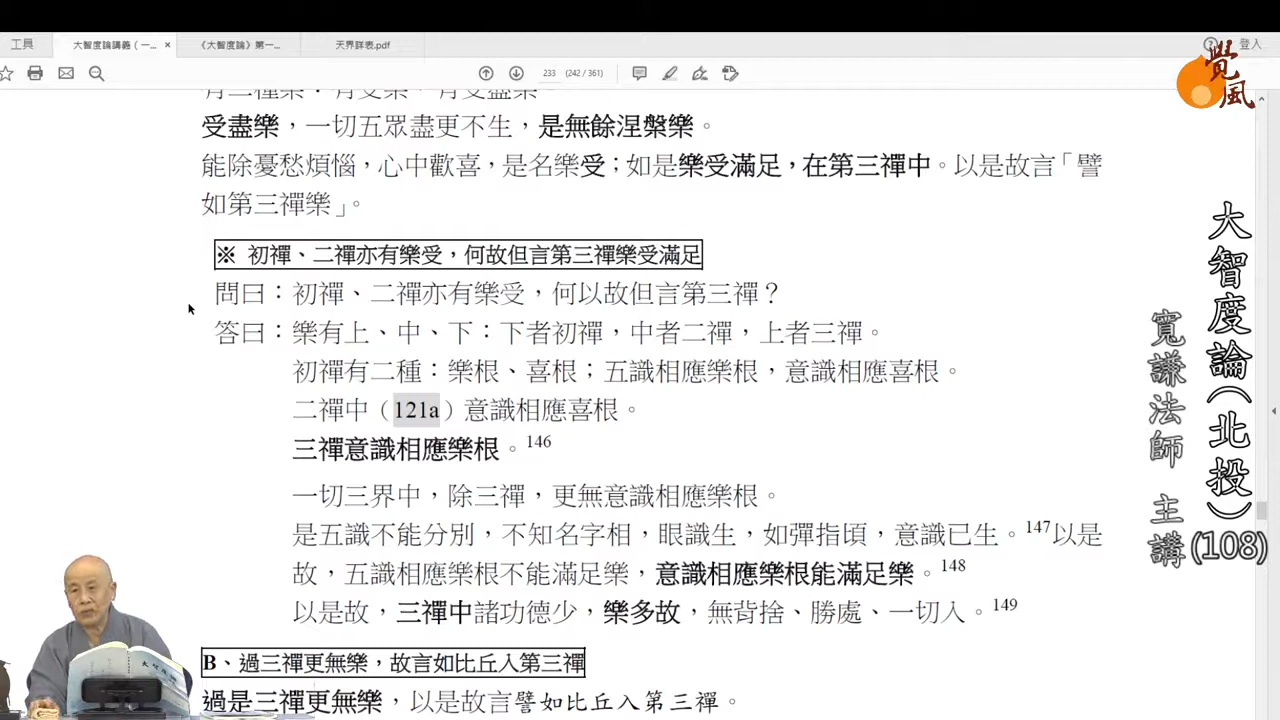 工具
大智度論講義（一... ×
《大智度論》第一...
天界詳表.pdf
登入
233 (242 / 361)
覺風
有二種樂：有受樂，有受盡樂。
受盡樂，一切五眾盡更不生，是無餘涅槃樂。
能除憂愁煩惱，心中歡喜，是名樂受；如是樂受滿足，在第三禪中。以是故言「譬
如第三禪樂」。
※ 初禪、二禪亦有樂受，何故但言第三禪樂受滿足
問曰：初禪、二禪亦有樂受，何以故但言第三禪？
答曰：樂有上、中、下：下者初禪，中者二禪，上者三禪。
初禪有二種：樂根、喜根；五識相應樂根，意識相應喜根。
二禪中（121a）意識相應喜根。
三禪意識相應樂根。146
一切三界中，除三禪，更無意識相應樂根。
是五識不能分別，不知名字相，眼識生，如彈指頃，意識已生。147以是
故，五識相應樂根不能滿足樂，意識相應樂根能滿足樂。148
以是故，三禪中諸功德少，樂多故，無背捨、勝處、一切入。149
B、過三禪更無樂，故言如比丘入第三禪
過是三禪更無樂，以是故言譬如比丘入第三禪。
大智度論（北投）(108)
寬謙法師 主講